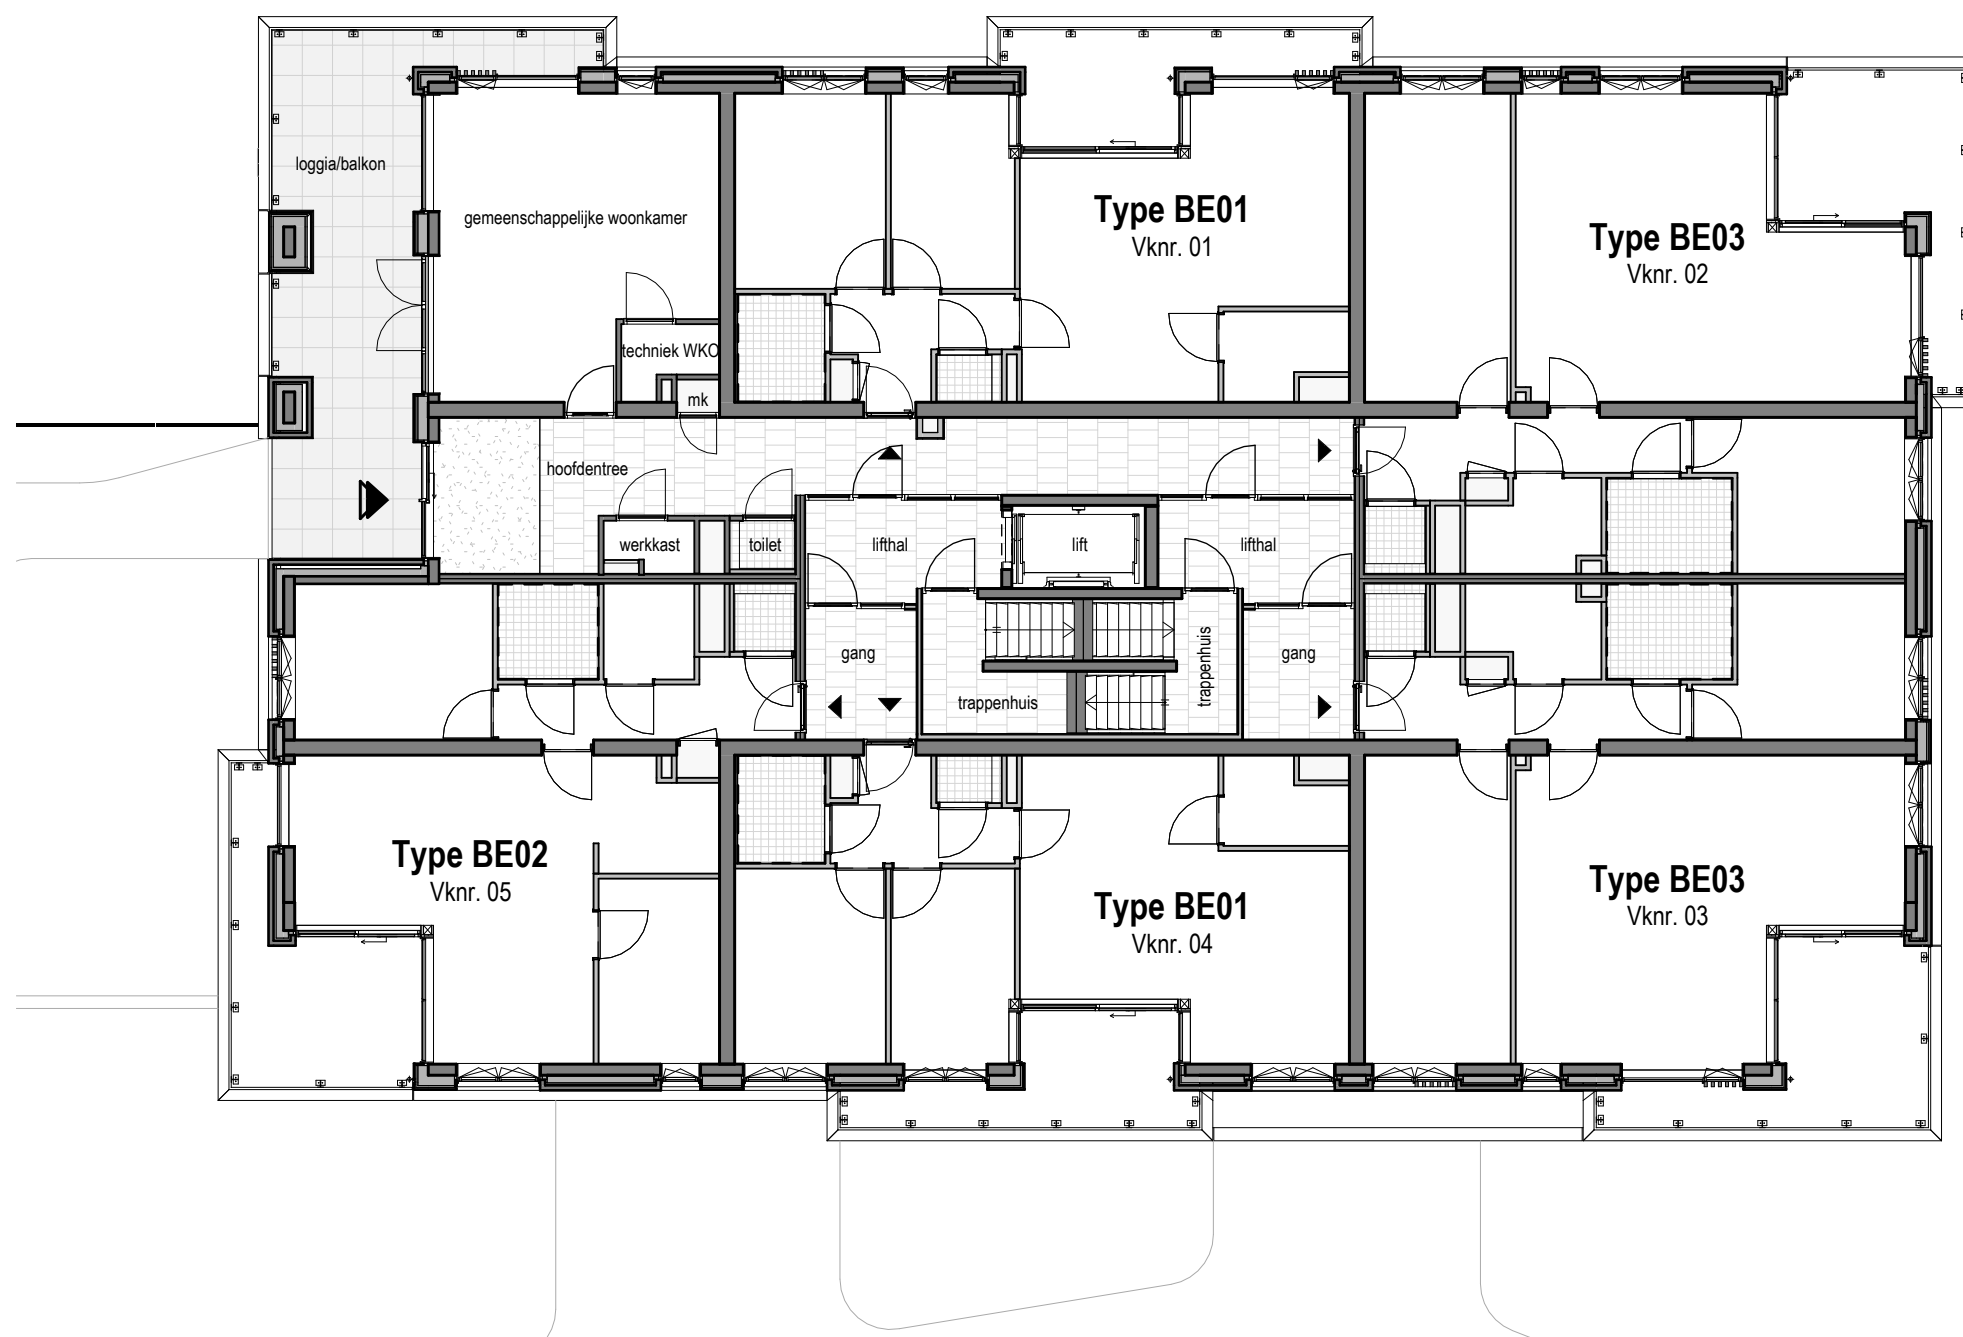 loggia/balkon
gemeenschappelijke woonkamer
Type BE01
Vknr. 01
Type BE03
Vknr. 02
techniek WKO
mk
hoofdentree
werkkast
toilet
lifthal
lift
lifthal
gang
trappenhuis
trappenhuis
gang
Type BE02
Vknr. 05
Type BE01
Vknr. 04
Type BE03
Vknr. 03